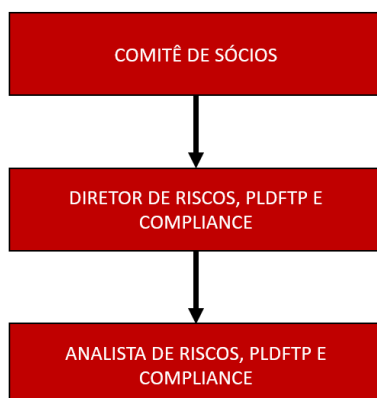 COMITÊ DE SÓCIOS
DIRETOR DE RISCOS, PLDFTP E
COMPLIANCE
ANALISTA DE RISCOS, PLDFTP E
COMPLIANCE